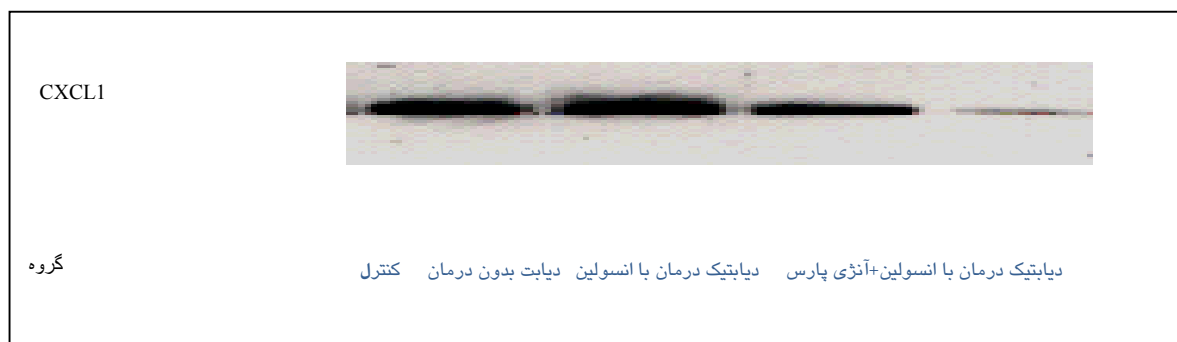 CXCL1
گروه
کنترل
دیابت بدون درمان
دیابتیک درمان با انسولین
دیابتیک درمان با انسولین+آنژی پارس